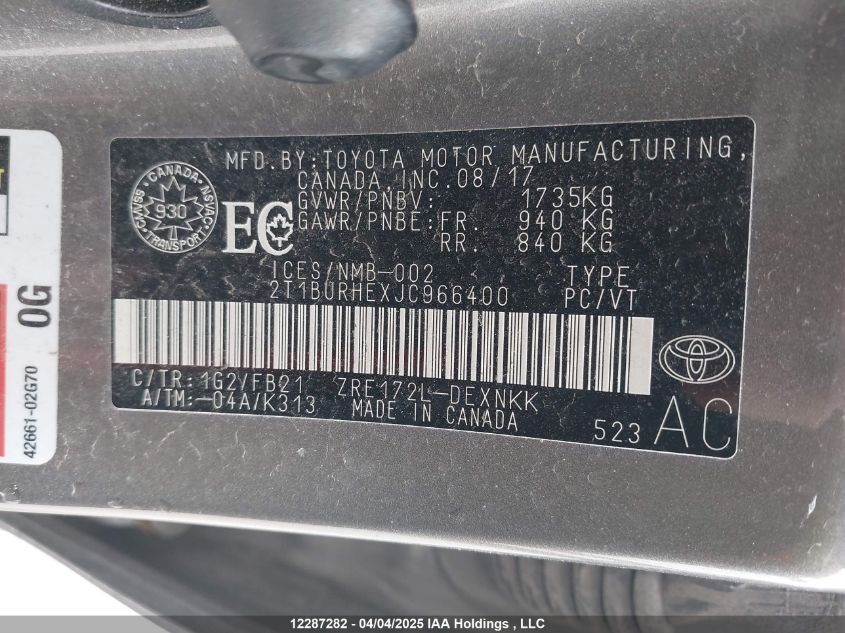 MFD.BY:TOYOTA MOTOR MANUFACTURING,
CANADA,INC.08/17
GVWR/PNBV: 1735KG
GAWR/PNBE:FR. 940 KG
RR. 840 KG
CANADA
CMVSS
NSVAC
930
TRANSPORT
EC
ICES/NMB-002 TYPE
2T1BURHEXJC966400 PC/VT
C/TR:1G2/FB21 ZRE172L-DEXNKK
A/TM:-04A/K313 MADE IN CANADA
523 AC
0G
42661-02G70
12287282 - 04/04/2025 IAA Holdings , LLC